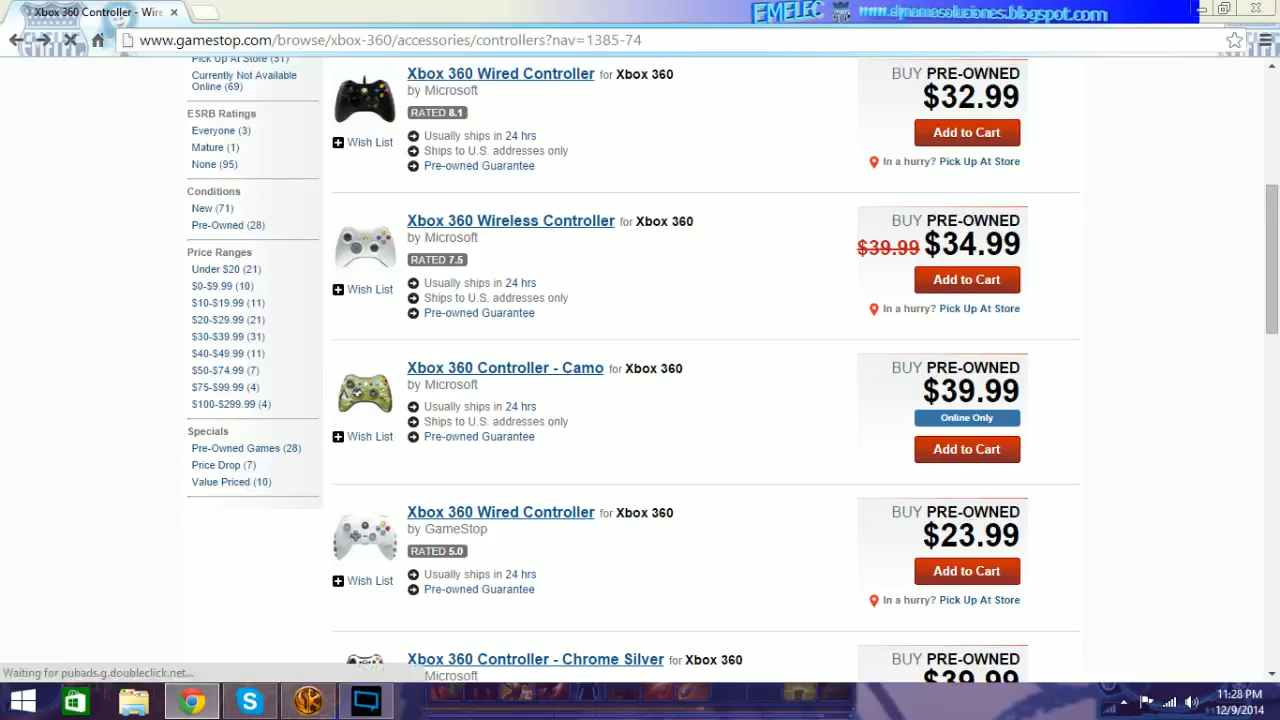 Xbox 360 Controller - Wire
EMELEC
www.dynamosoluciones.blogspot.com
www.gamestop.com/browse/xbox-360/accessories/controllers?nav=1385-74
Pick Up At Store (51)
Currently Not Available
Online (69)
ESRB Ratings
Everyone (3)
Mature (1)
None (95)
Conditions
New (71)
Pre-Owned (28)
Price Ranges
Under $20 (21)
$0-$9.99 (10)
$10-$19.99 (11)
$20-$29.99 (21)
$30-$39.99 (31)
$40-$49.99 (11)
$50-$74.99 (7)
$75-$99.99 (4)
$100-$299.99 (4)
Specials
Pre-Owned Games (28)
Price Drop (7)
Value Priced (10)
Xbox 360 Wired Controller for Xbox 360
by Microsoft
RATED 8.1
Wish List
Usually ships in 24 hrs
Ships to U.S. addresses only
Pre-owned Guarantee
BUY PRE-OWNED
$32.99
Add to Cart
In a hurry? Pick Up At Store
Xbox 360 Wireless Controller for Xbox 360
by Microsoft
RATED 7.5
Wish List
Usually ships in 24 hrs
Ships to U.S. addresses only
Pre-owned Guarantee
BUY PRE-OWNED
$39.99 $34.99
Add to Cart
In a hurry? Pick Up At Store
Xbox 360 Controller - Camo for Xbox 360
by Microsoft
Wish List
Usually ships in 24 hrs
Ships to U.S. addresses only
Pre-owned Guarantee
BUY PRE-OWNED
$39.99
Online Only
Add to Cart
Xbox 360 Wired Controller for Xbox 360
by GameStop
RATED 5.0
Wish List
Usually ships in 24 hrs
Pre-owned Guarantee
BUY PRE-OWNED
$23.99
Add to Cart
In a hurry? Pick Up At Store
Xbox 360 Controller - Chrome Silver for Xbox 360
Microsoft
BUY PRE-OWNED
$39.99
Waiting for pubads.g.doubleclick.net...
11:28 PM
12/9/2014